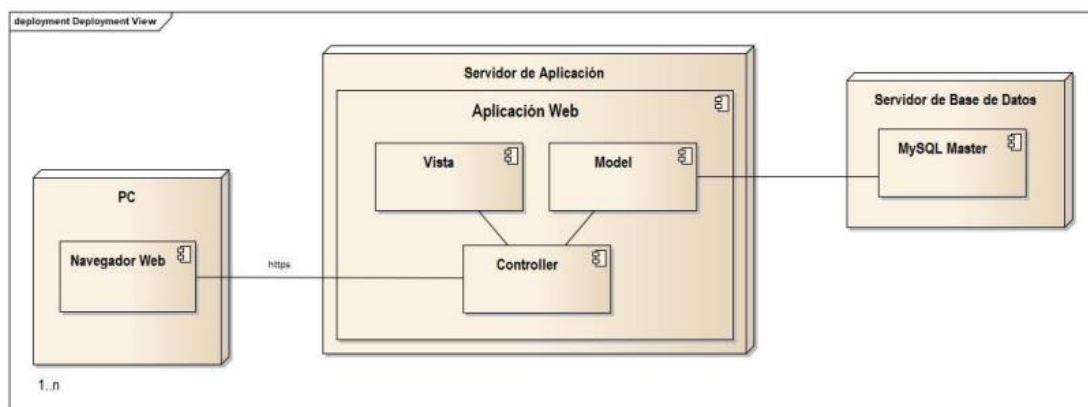 deployment Deployment View
PC
Navegador Web
1..n
https
Servidor de Aplicación
Aplicación Web
Vista
Model
Controller
Servidor de Base de Datos
MySQL Master